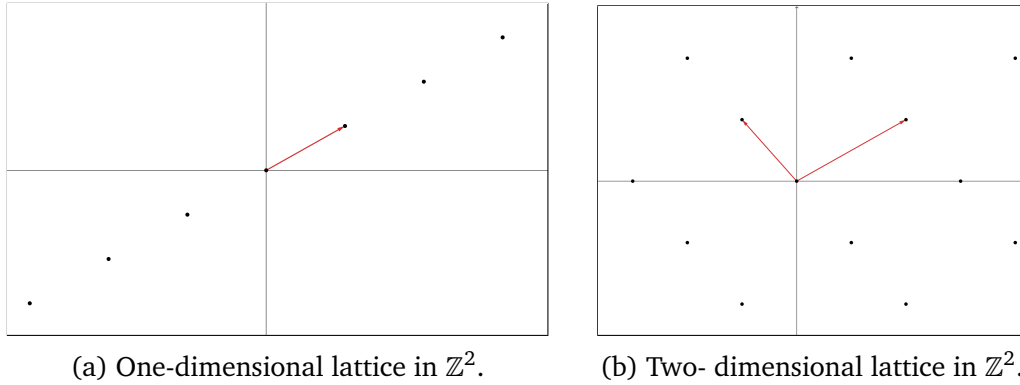 (a) One-dimensional lattice in ℤ².
(b) Two- dimensional lattice in ℤ².